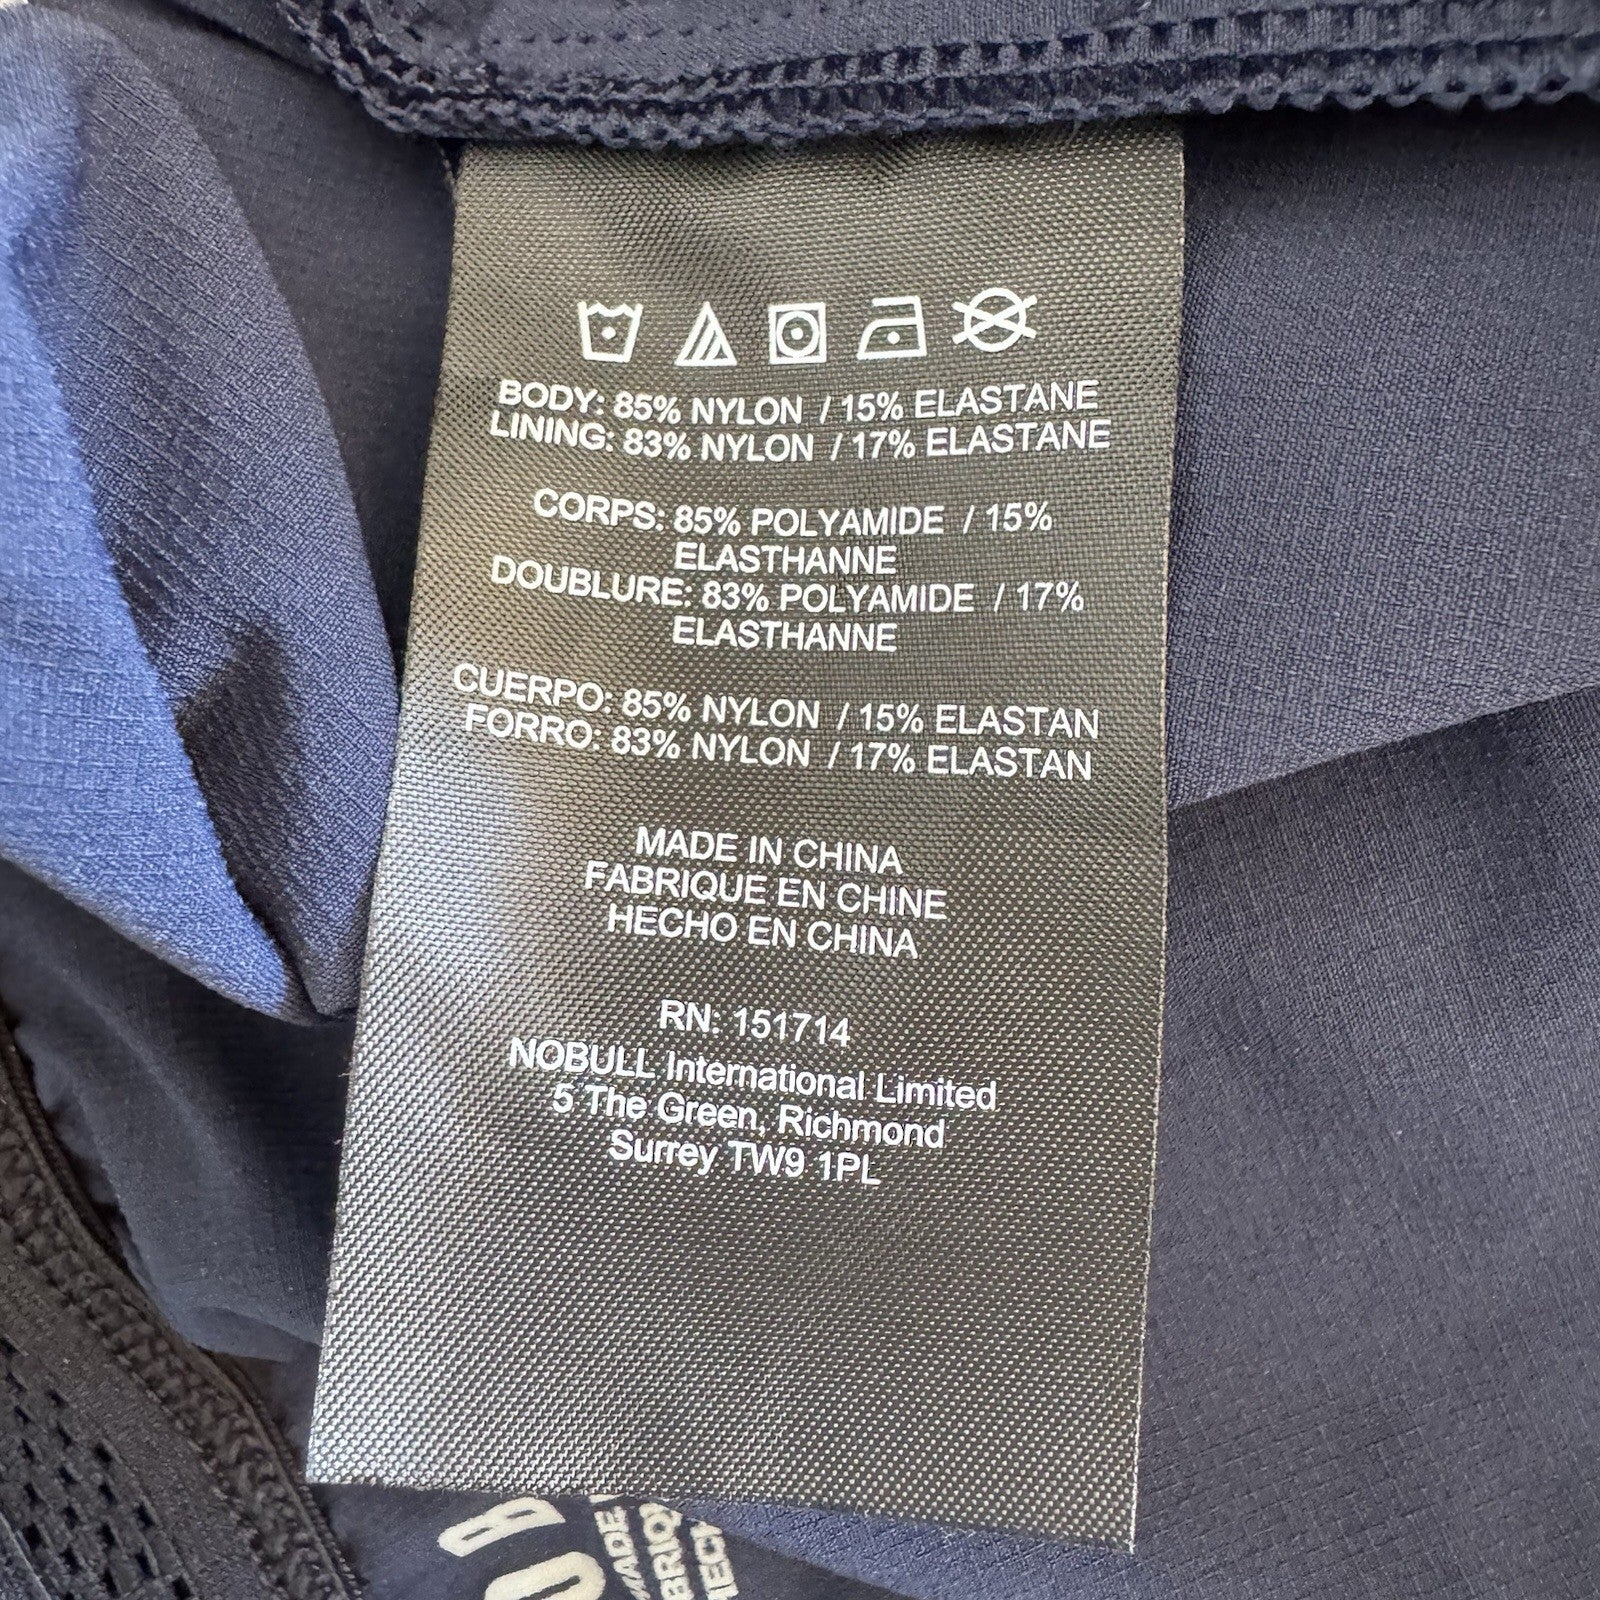 BODY: 85% NYLON / 15% ELASTANE
LINING: 83% NYLON / 17% ELASTANE
CORPS: 85% POLYAMIDE / 15%
ELASTHANNE
DOUBLURE: 83% POLYAMIDE / 17%
ELASTHANNE
CUERPO: 85% NYLON / 15% ELASTAN
FORRO: 83% NYLON / 17% ELASTAN
MADE IN CHINA
FABRIQUE EN CHINE
HECHO EN CHINA
RN: 151714
NOBULL International Limited
5 The Green, Richmond
Surrey TW9 1PL
MADE